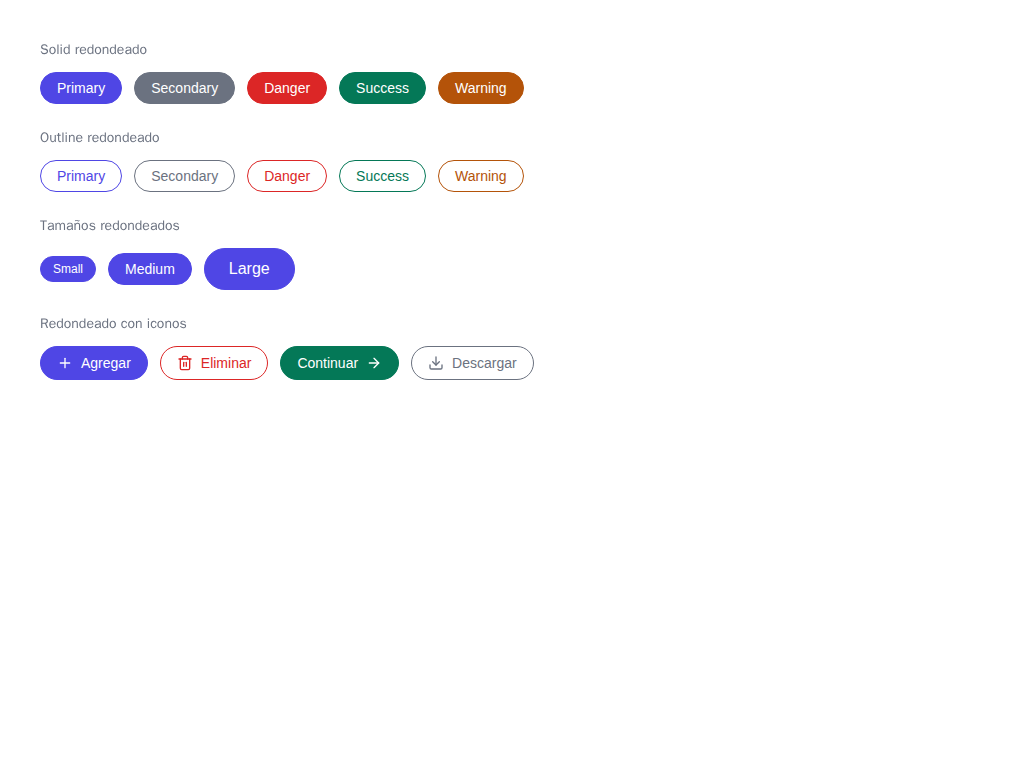 Solid redondeado
Primary Secondary Danger Success Warning
Outline redondeado
Primary Secondary Danger Success Warning
Tamaños redondeados
Small Medium Large
Redondeado con iconos
Agregar Eliminar Continuar Descargar